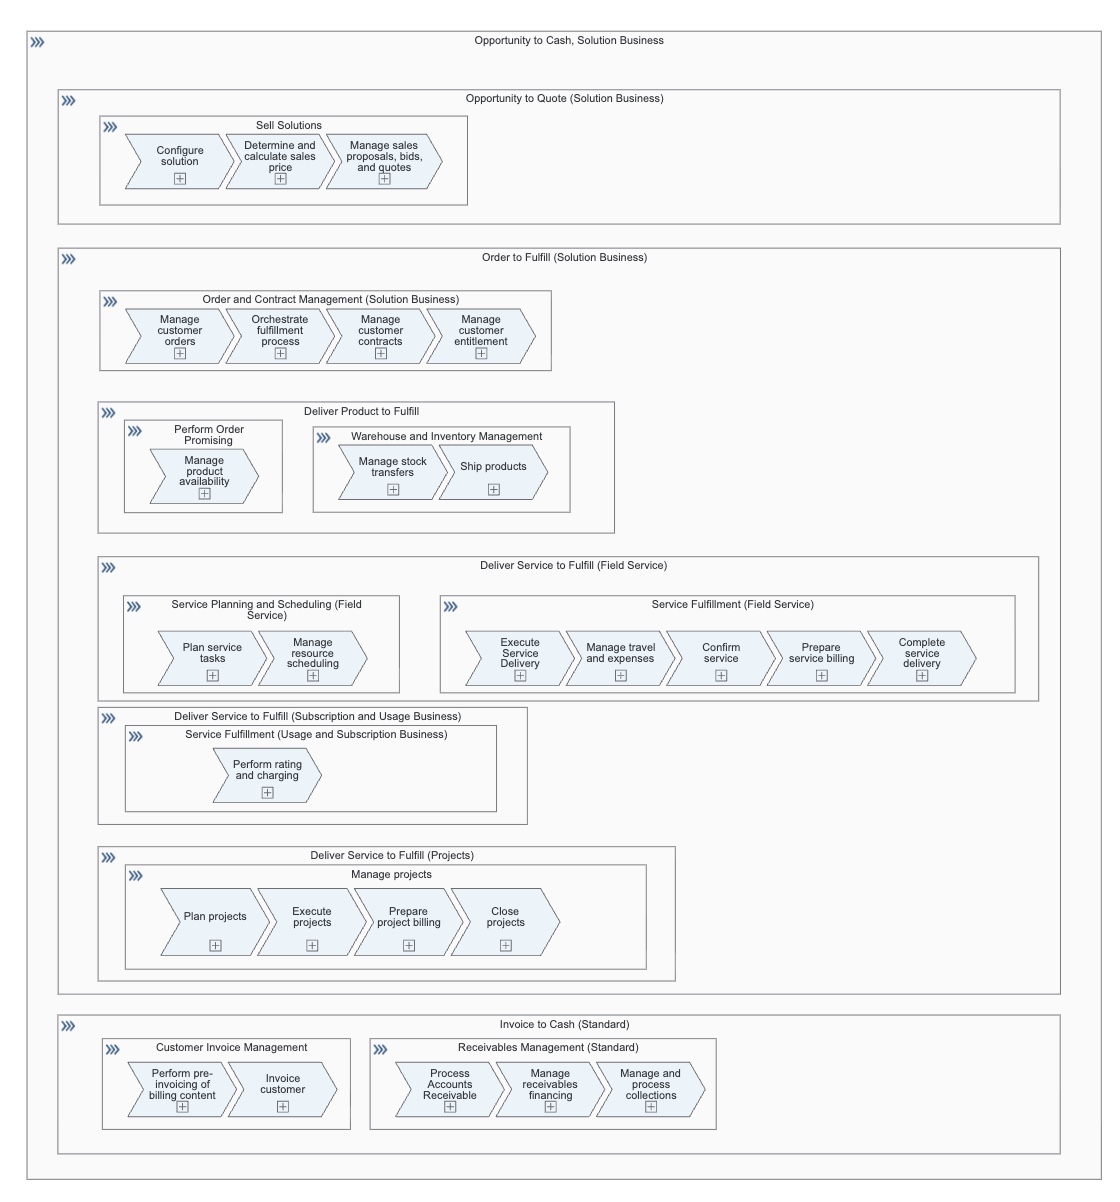 Opportunity to Cash, Solution Business
Opportunity to Quote (Solution Business)
Sell Solutions
Configure
solution
Determine and
calculate sales
price
Manage sales
proposals, bids,
and quotes
Order to Fulfill (Solution Business)
Order and Contract Management (Solution Business)
Manage
customer
orders
Orchestrate
fulfillment
process
Manage
customer
contracts
Manage
customer
entitlement
Deliver Product to Fulfill
Perform Order
Promising
Manage
product
availability
Warehouse and Inventory Management
Manage stock
transfers
Ship products
Deliver Service to Fulfill (Field Service)
Service Planning and Scheduling (Field
Service)
Plan service
tasks
Manage
resource
scheduling
Service Fulfillment (Field Service)
Execute
Service
Delivery
Manage travel
and expenses
Confirm
service
Prepare
service billing
Complete
service
delivery
Deliver Service to Fulfill (Subscription and Usage Business)
Service Fulfillment (Usage and Subscription Business)
Perform rating
and charging
Deliver Service to Fulfill (Projects)
Manage projects
Plan projects
Execute
projects
Prepare
project billing
Close
projects
Invoice to Cash (Standard)
Customer Invoice Management
Perform pre-
invoicing of
billing content
Invoice
customer
Receivables Management (Standard)
Process
Accounts
Receivable
Manage
receivables
financing
Manage and
process
collections